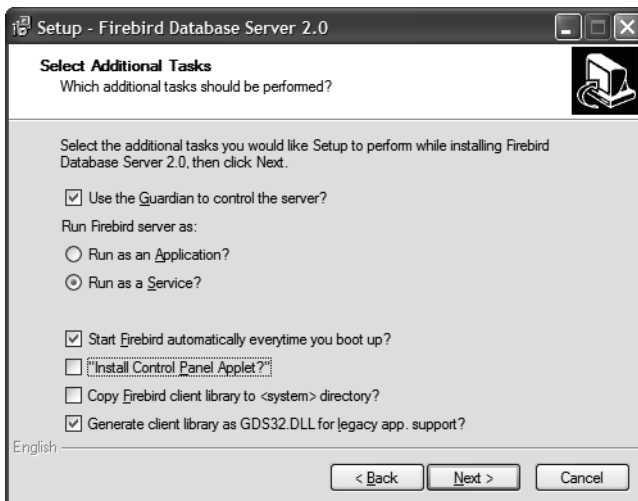 Setup - Firebird Database Server 2.0
Select Additional Tasks
Which additional tasks should be performed?
Select the additional tasks you would like Setup to perform while installing Firebird
Database Server 2.0, then click Next.
Use the Guardian to control the server?
Run Firebird server as:
Run as an Application?
Run as a Service?
Start Firebird automatically everytime you boot up?
"Install Control Panel Applet?"
Copy Firebird client library to <system> directory?
Generate client library as GDS32.DLL for legacy app. support?
English
< Back
Next >
Cancel